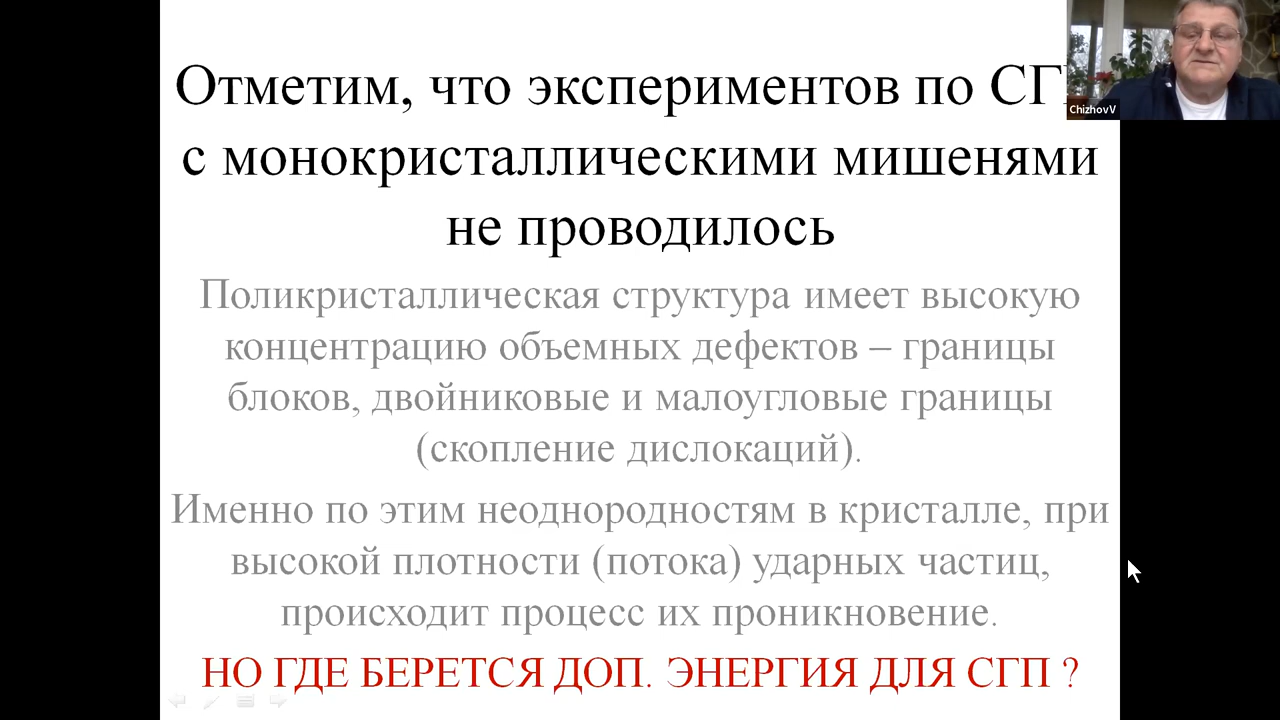 Отметим, что экспериментов по СГ
с монокристаллическими мишенями
не проводилось
Поликристаллическая структура имеет высокую
концентрацию объемных дефектов – границы
блоков, двойниковые и малоугловые границы
(скопление дислокаций).
Именно по этим неоднородностям в кристалле, при
высокой плотности (потока) ударных частиц,
происходит процесс их проникновение.
НО ГДЕ БЕРЕТСЯ ДОП. ЭНЕРГИЯ ДЛЯ СГП ?
ChizhovV